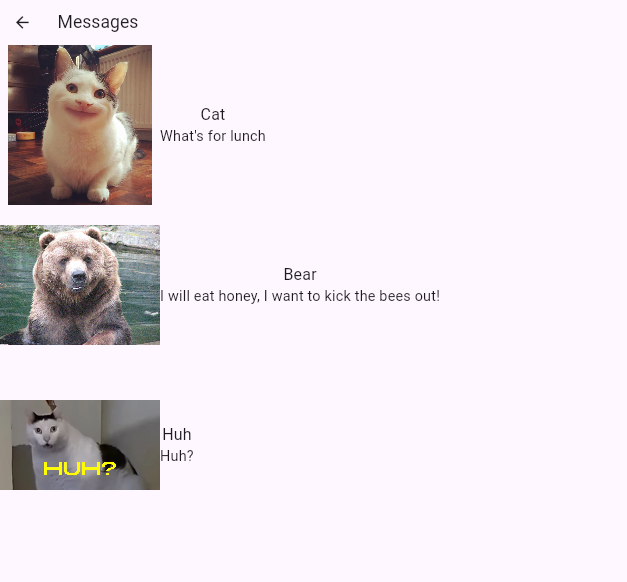 Messages
Cat
What's for lunch
Bear
I will eat honey, I want to kick the bees out!
Huh
Huh?
HUH?